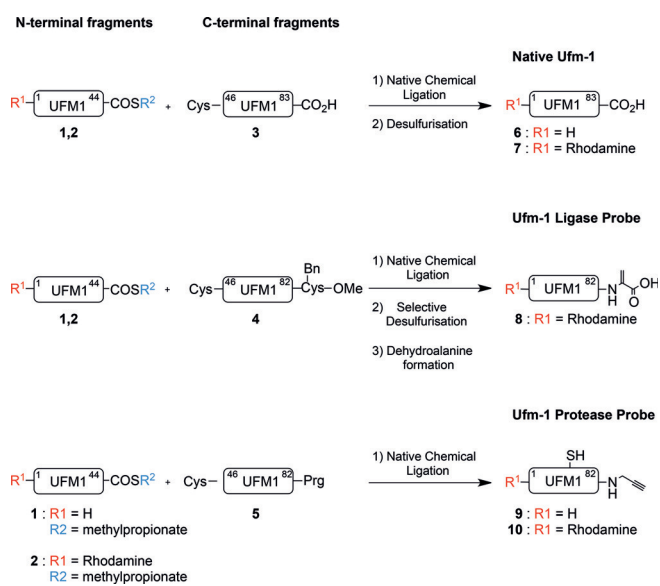 N-terminal fragments
C-terminal fragments
Native Ufm-1
R¹ 1 UFM1 44 COSR² + Cys 46 UFM1 83 CO₂H
1,2
3
1) Native Chemical
Ligation
2) Desulfurisation
R¹ 1 UFM1 83 CO₂H
6 : R1 = H
7 : R1 = Rhodamine
Ufm-1 Ligase Probe
R¹ 1 UFM1 44 COSR² + Cys 46 UFM1 82 Cys OMe
Bn
1,2
4
1) Native Chemical
Ligation
2) Selective
Desulfurisation
3) Dehydroalanine
formation
R¹ 1 UFM1 82 N H O OH
8 : R1 = Rhodamine
Ufm-1 Protease Probe
R¹ 1 UFM1 44 COSR² + Cys 46 UFM1 82 Prg
1 : R1 = H
R2 = methylpropionate
2 : R1 = Rhodamine
R2 = methylpropionate
5
1) Native Chemical
Ligation
SH
R¹ 1 UFM1 82 N H
9 : R1 = H
10 : R1 = Rhodamine